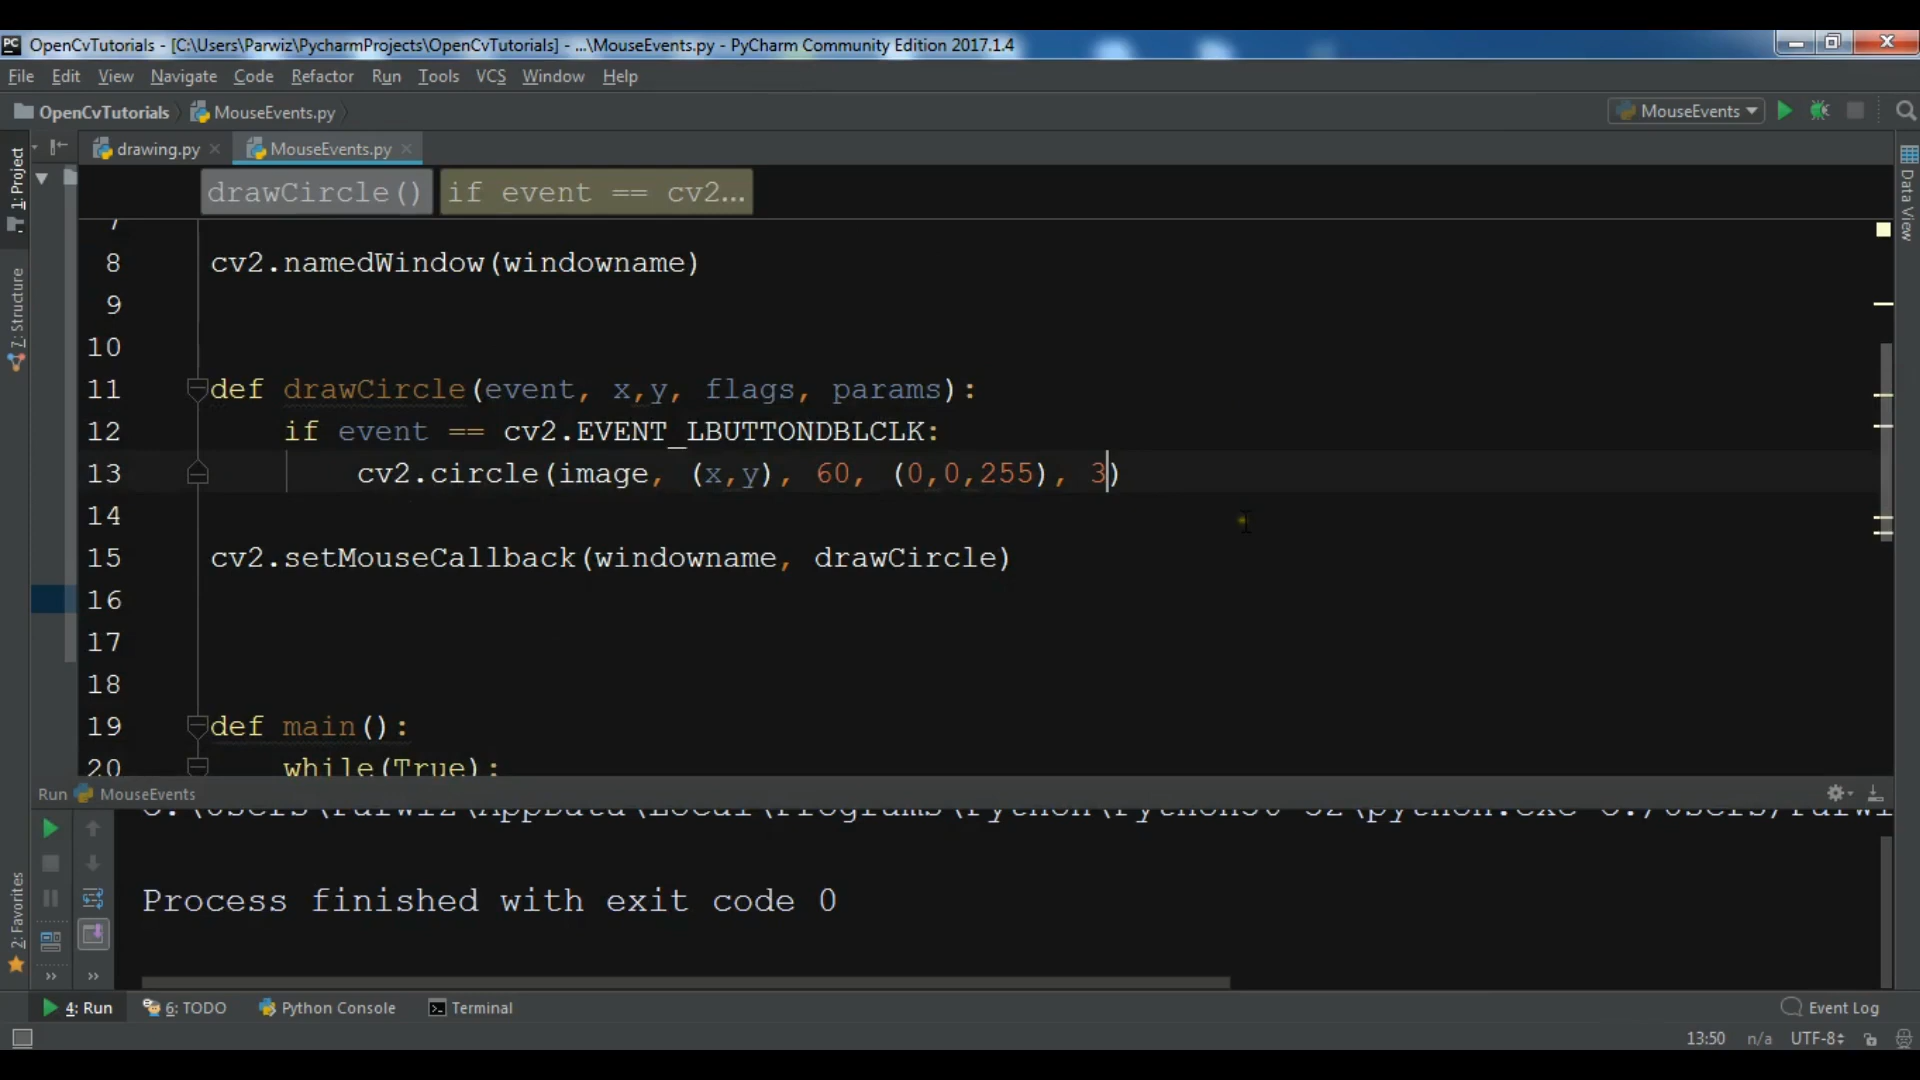 OpenCvTutorials - [C:\Users\Parwiz\PycharmProjects\OpenCvTutorials] - ...\MouseEvents.py - PyCharm Community Edition 2017.1.4
File Edit View Navigate Code Refactor Run Tools VCS Window Help
OpenCvTutorials MouseEvents.py MouseEvents
1: Project
drawing.py MouseEvents.py
Data View
drawCircle() if event == cv2...
7
8 cv2.namedWindow(windowname)
9
10
11 def drawCircle(event, x,y, flags, params):
12 if event == cv2.EVENT_LBUTTONDBLCLK:
13 cv2.circle(image, (x,y), 60, (0,0,255), 3)
14
15 cv2.setMouseCallback(windowname, drawCircle)
16
17
18
19 def main():
20 while(True):
7: Structure
2: Favorites
Run MouseEvents
Process finished with exit code 0
4: Run 6: TODO Python Console Terminal Event Log
13:50 n/a UTF-8